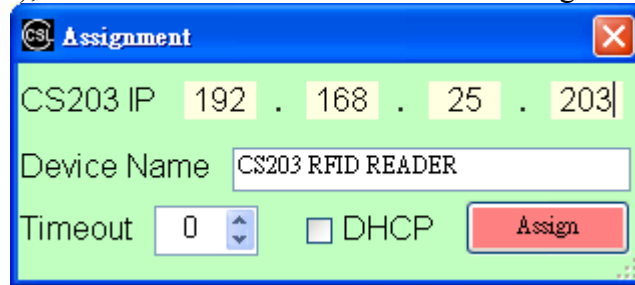 CSL Assignment
CS203 IP 192 . 168 . 25 . 203
Device Name CS203 RFID READER
Timeout 0 DHCP Assign